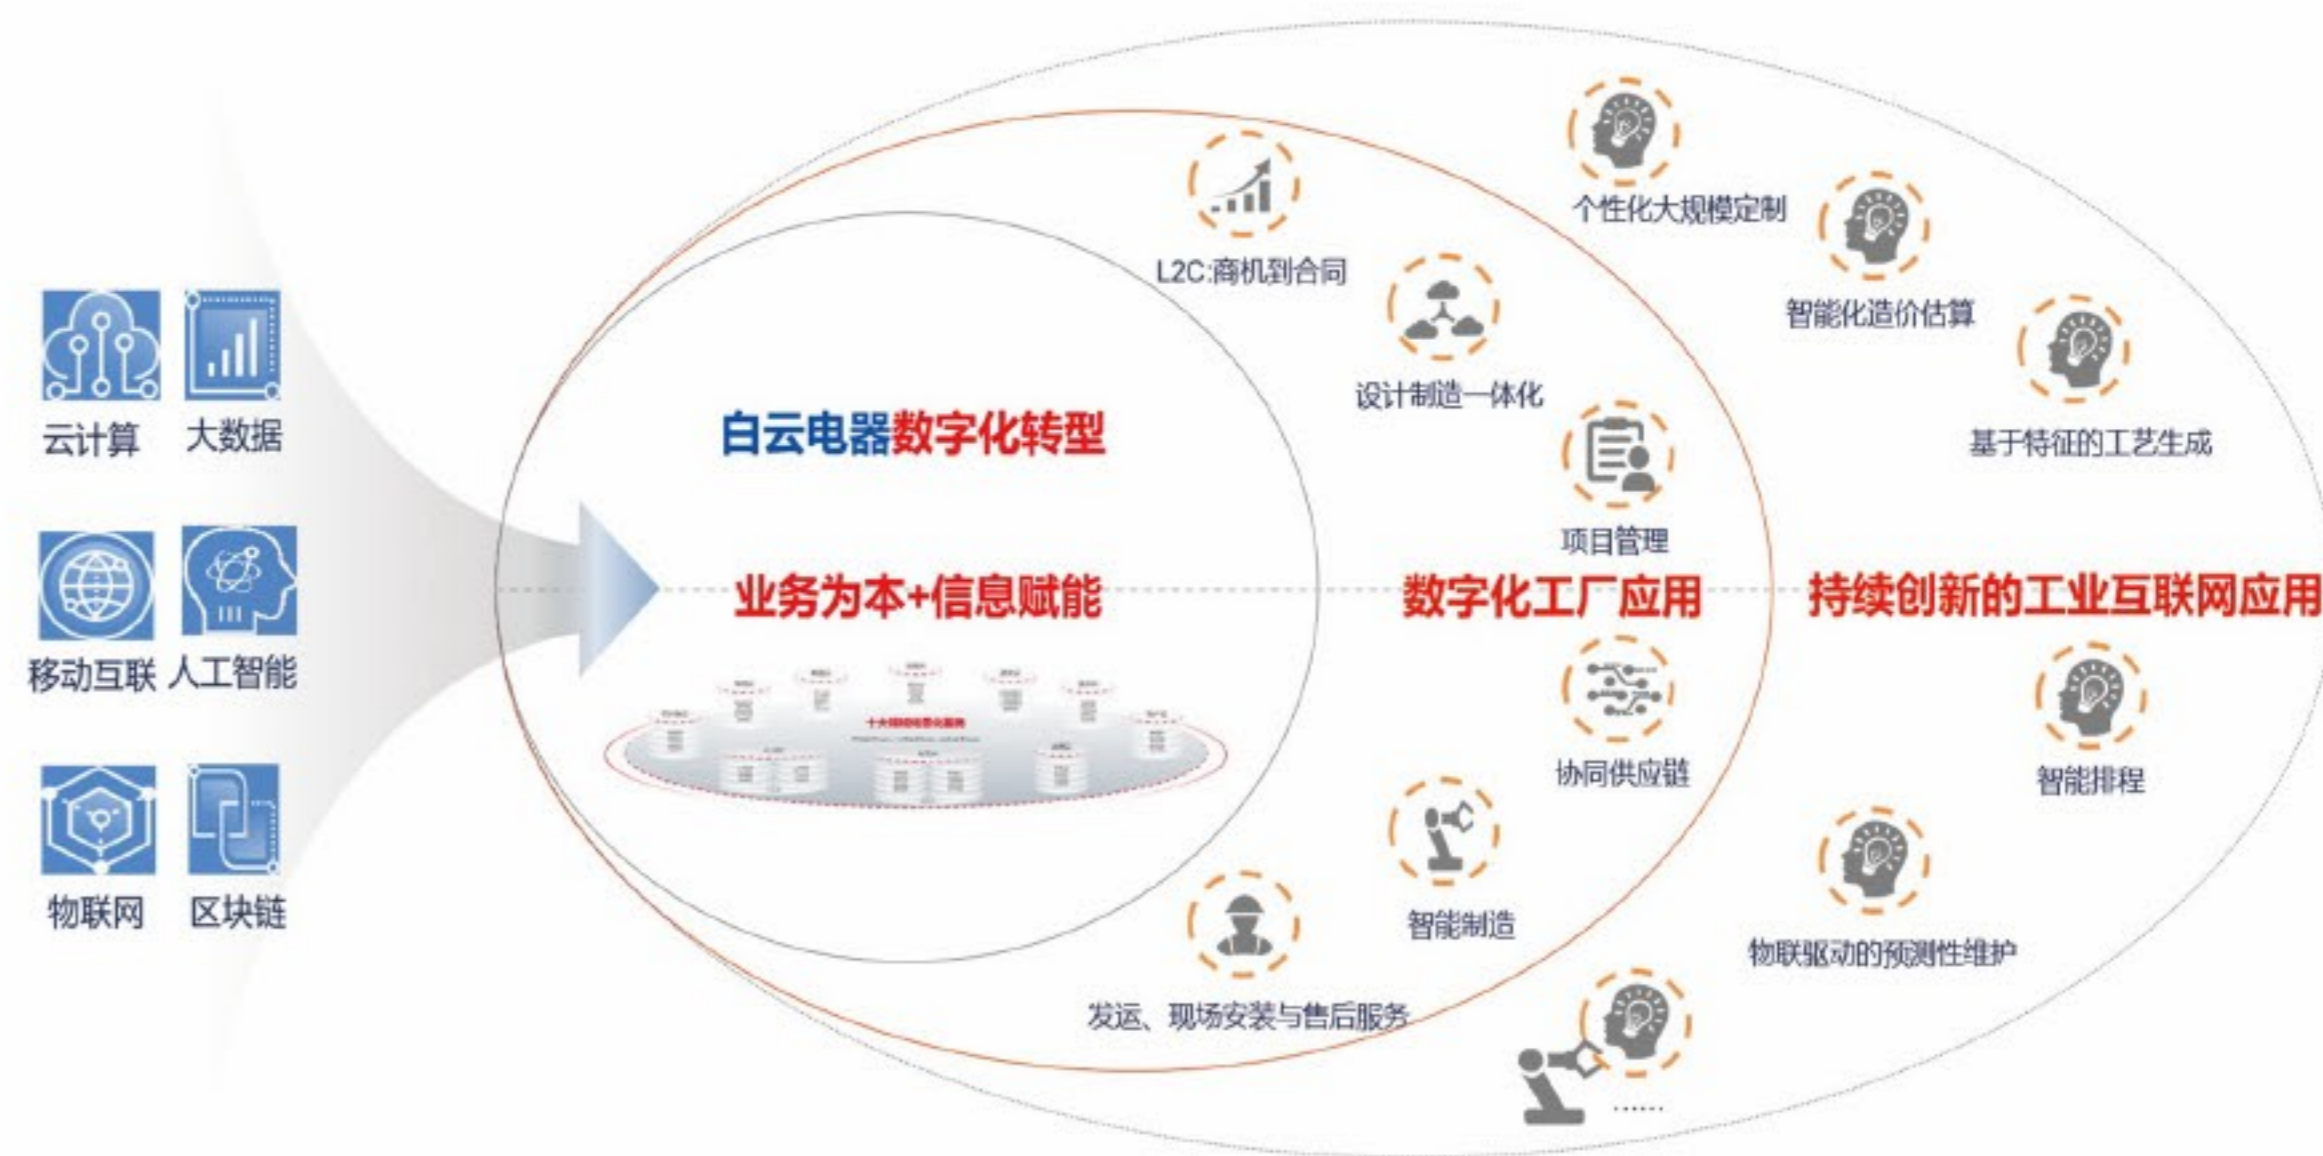 云计算
大数据
移动互联
人工智能
物联网
区块链
白云电器数字化转型
业务为本+信息赋能
L2C:商机到合同
设计制造一体化
项目管理
数字化工厂应用
协同供应链
智能制造
发运、现场安装与售后服务
个性化大规模定制
智能化造价估算
基于特征的工艺生成
持续创新的工业互联网应用
智能排程
物联驱动的预测性维护
......